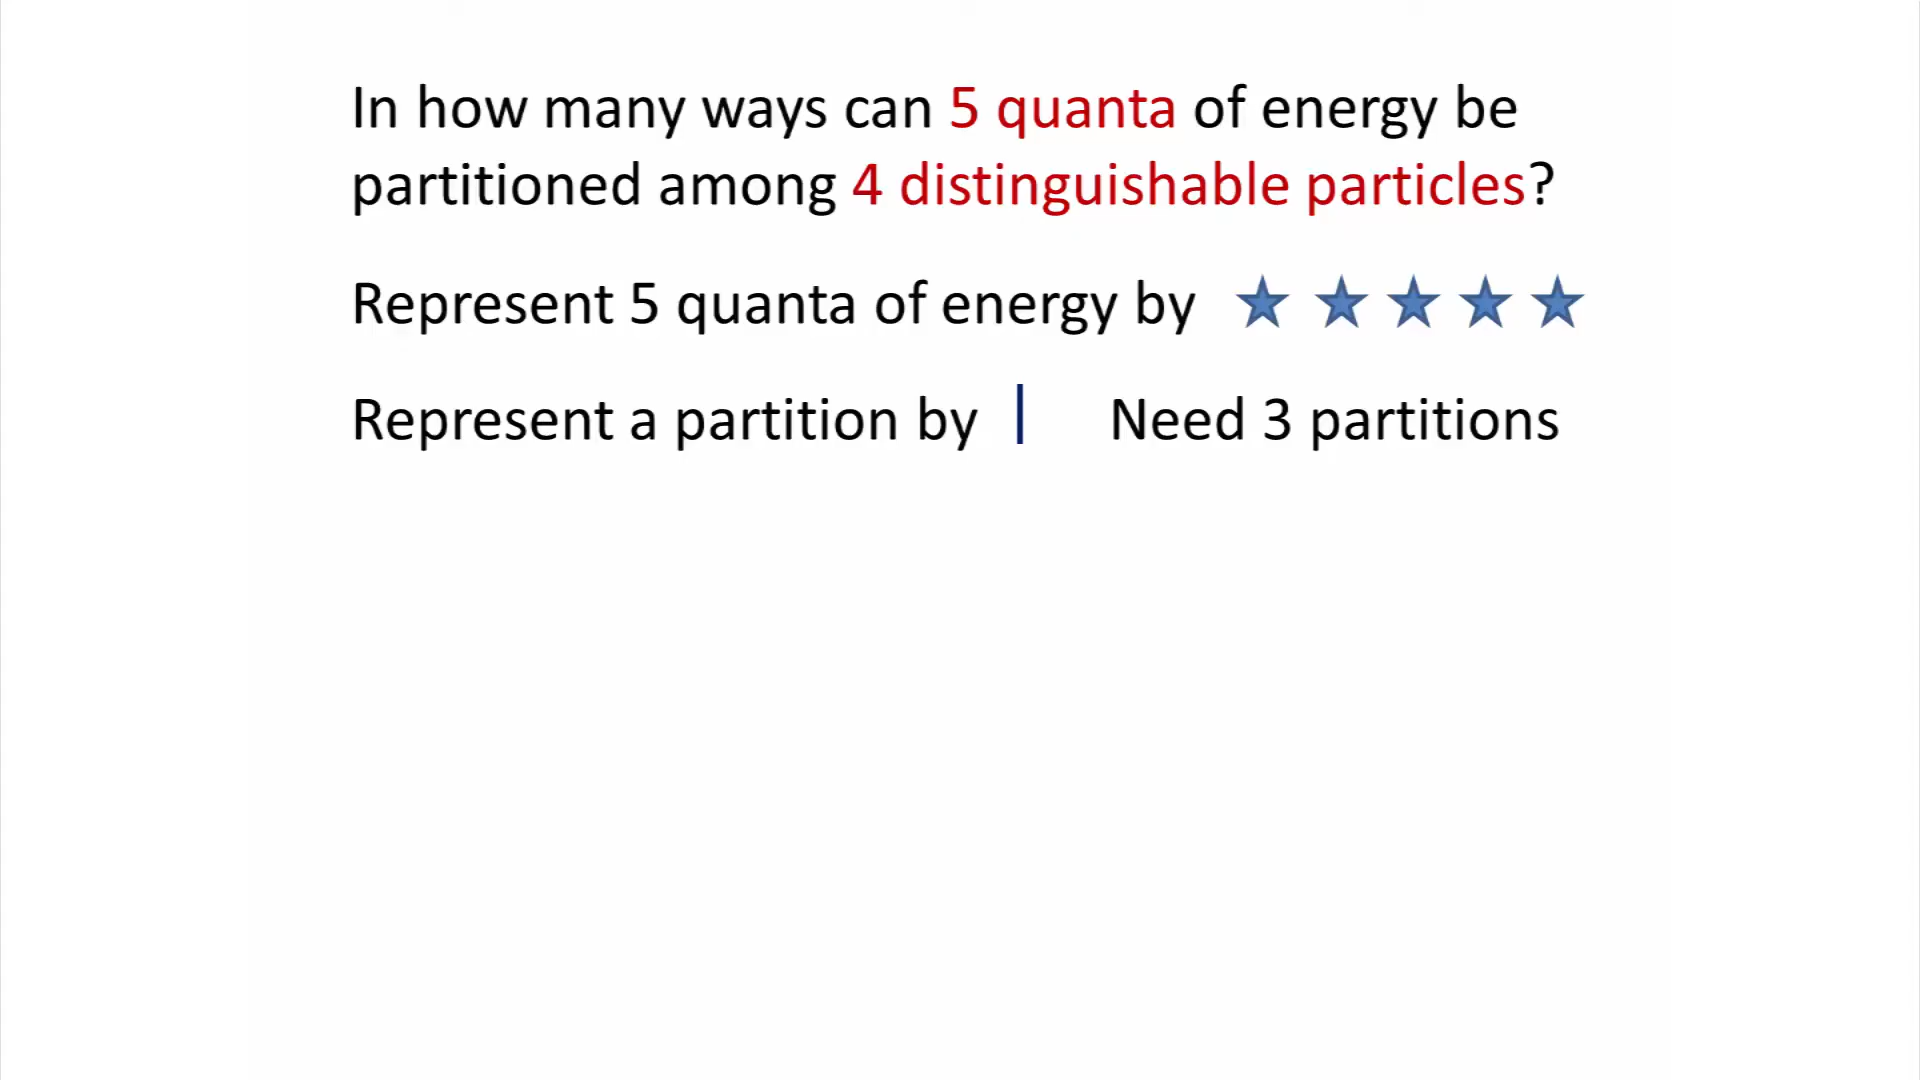 In how many ways can 5 quanta of energy be
partitioned among 4 distinguishable particles?
Represent 5 quanta of energy by
Represent a partition by | Need 3 partitions